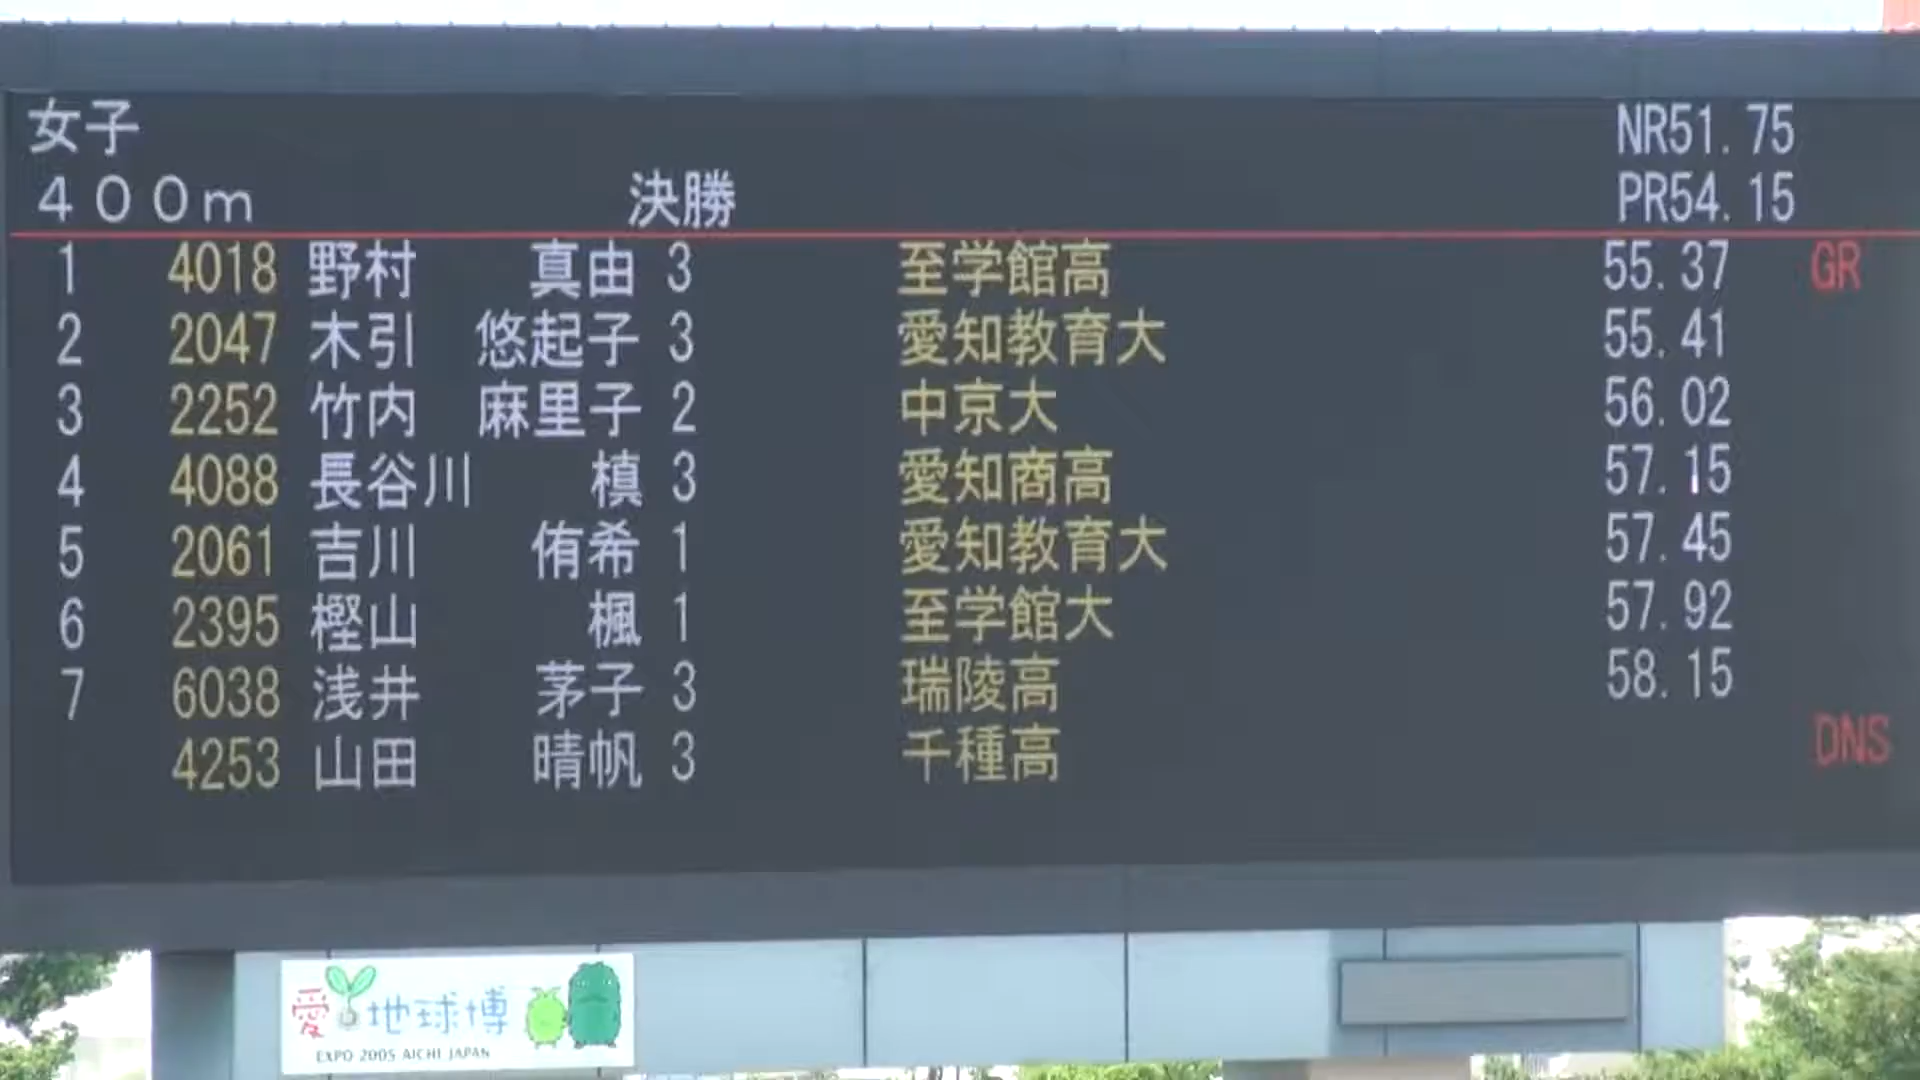 女子 NR51.75
400m 決勝 PR54.15
1 4018 野村 真由 3 至学館高 55.37 GR
2 2047 木引 悠起子 3 愛知教育大 55.41
3 2252 竹内 麻里子 2 中京大 56.02
4 4088 長谷川 槙 3 愛知商高 57.15
5 2061 吉川 侑希 1 愛知教育大 57.45
6 2395 樫山 楓 1 至学館大 57.92
7 6038 浅井 茅子 3 瑞陵高 58.15
4253 山田 晴帆 3 千種高 DNS
愛・地球博
EXPO 2005 AICHI JAPAN